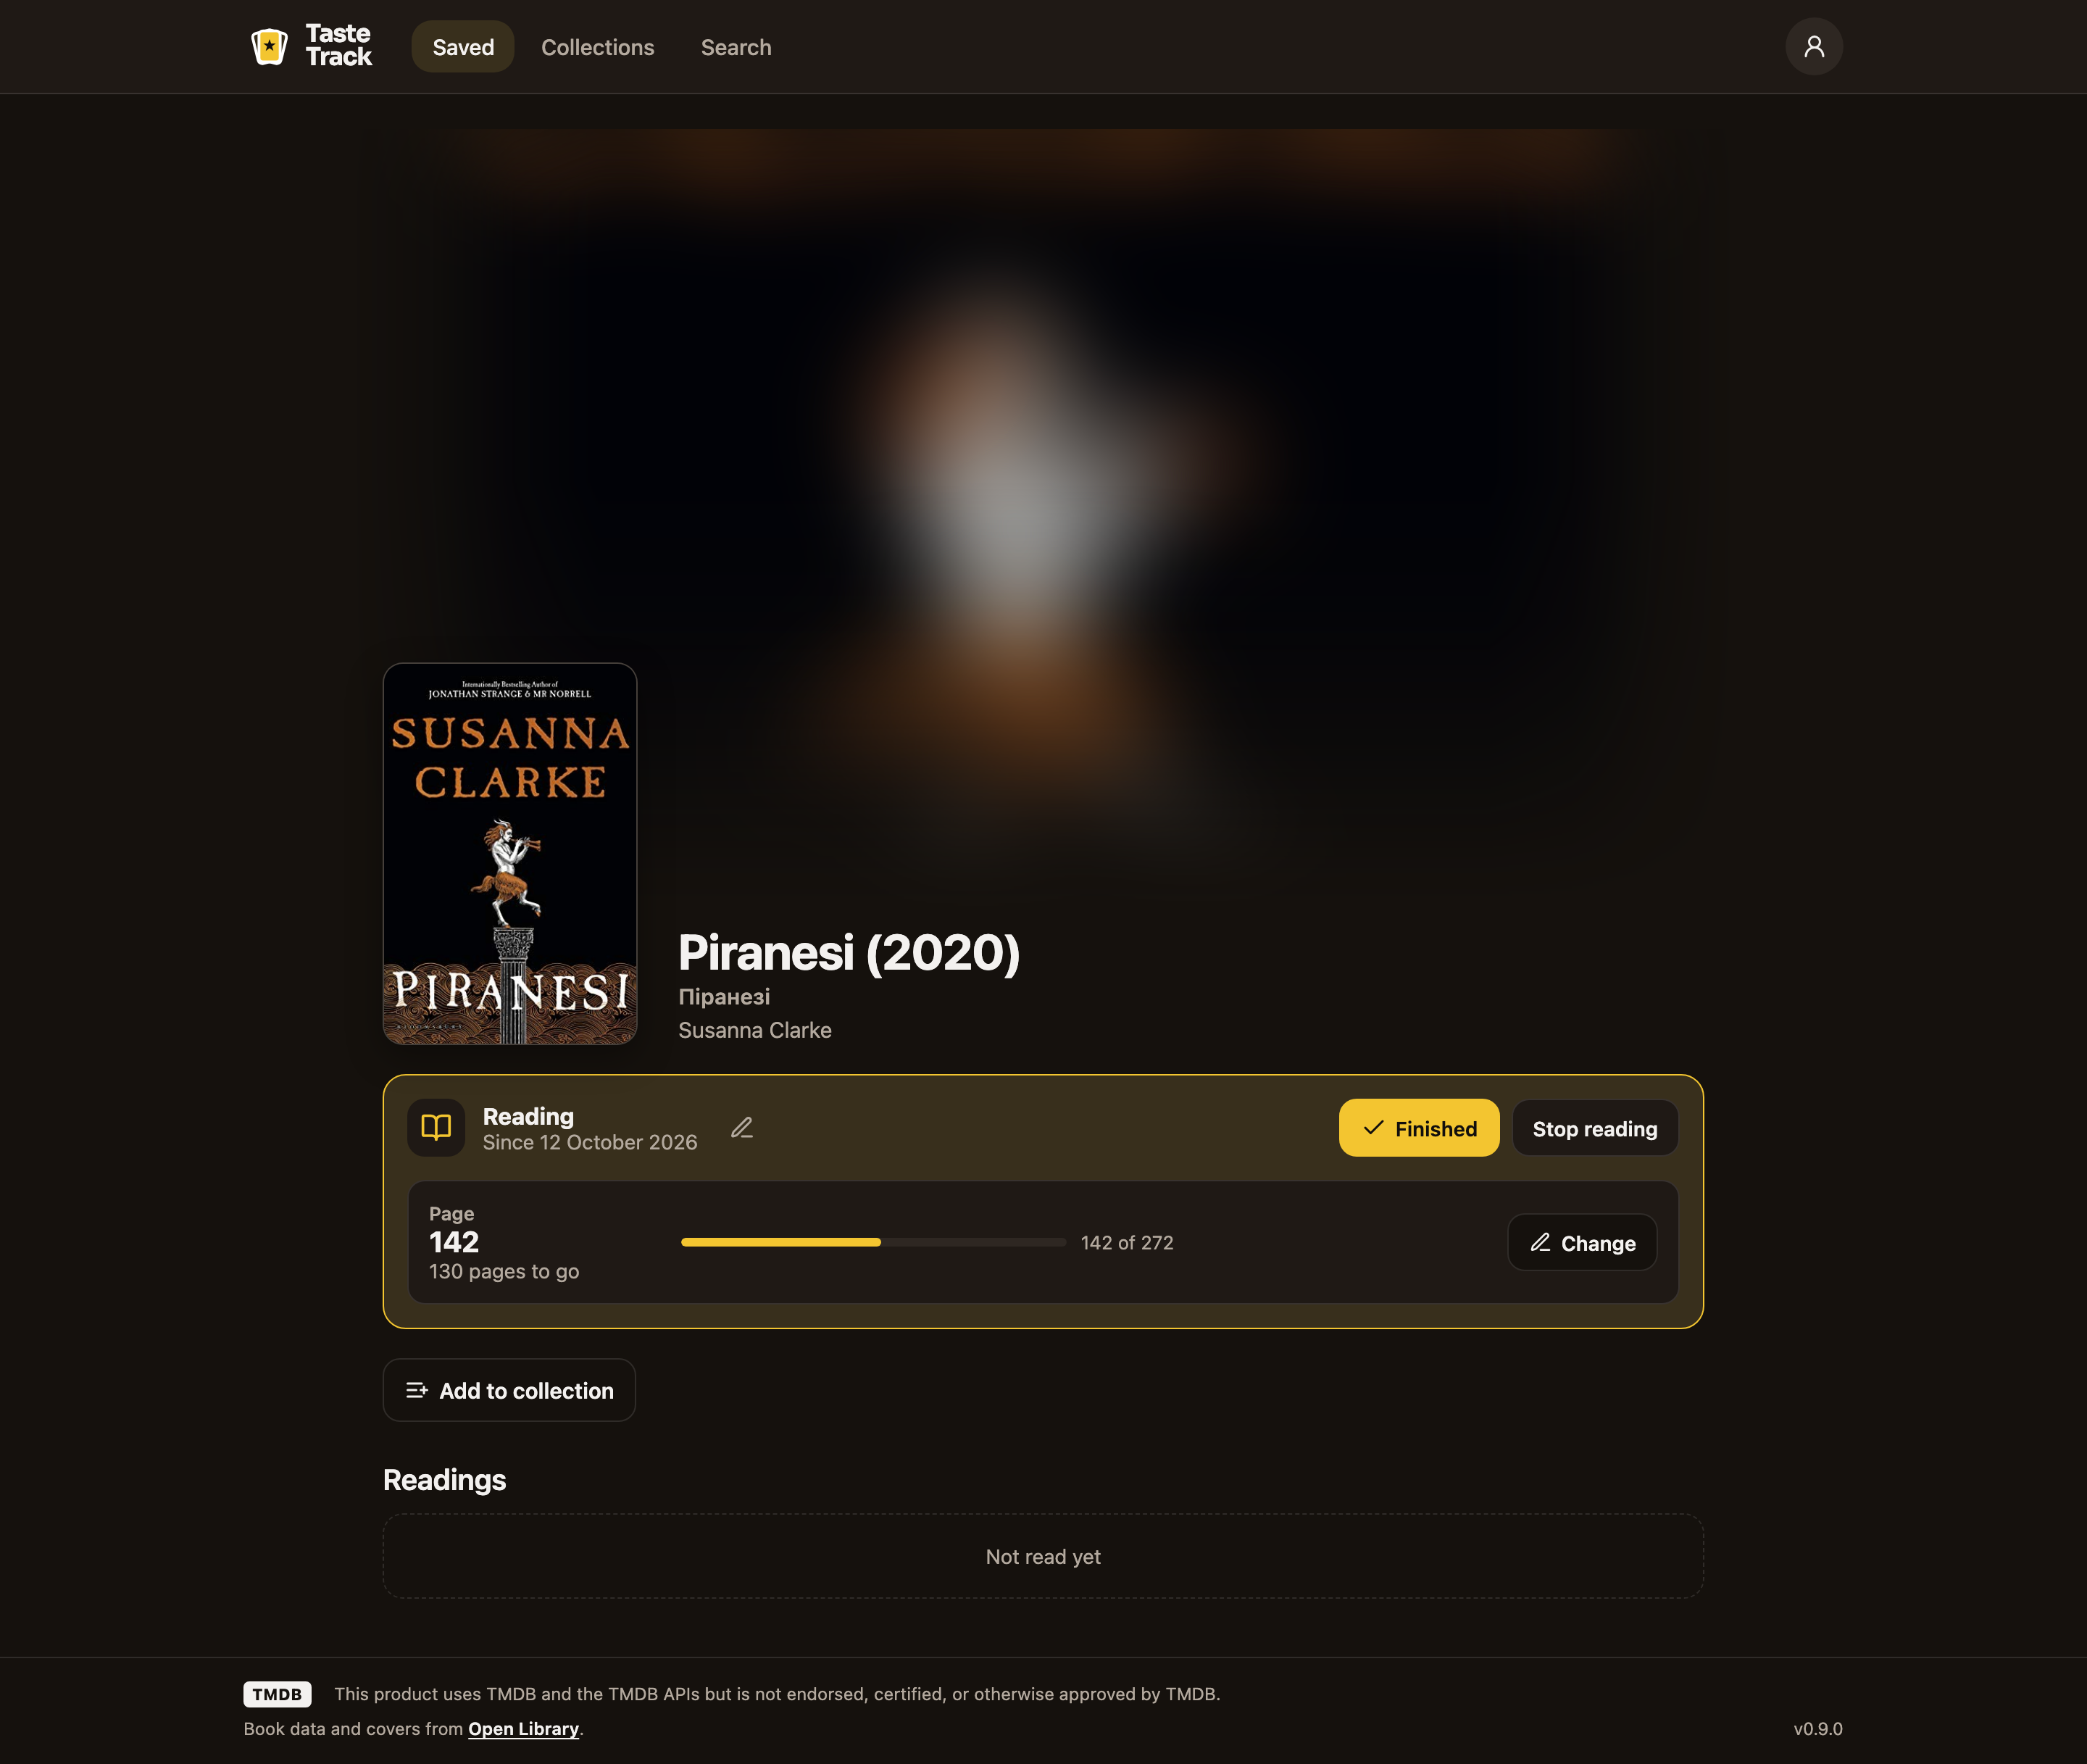 Taste
Track
Saved
Collections
Search
Internationally Bestselling Author of
JONATHAN STRANGE & MR NORRELL
SUSANNA
CLARKE
PIRANESI
BLOOMSBURY
Piranesi (2020)
Піранезі
Susanna Clarke
Reading
Since 12 October 2026
Finished
Stop reading
Page
142
130 pages to go
142 of 272
Change
Add to collection
Readings
Not read yet
TMDB
This product uses TMDB and the TMDB APIs but is not endorsed, certified, or otherwise approved by TMDB.
Book data and covers from Open Library.
v0.9.0